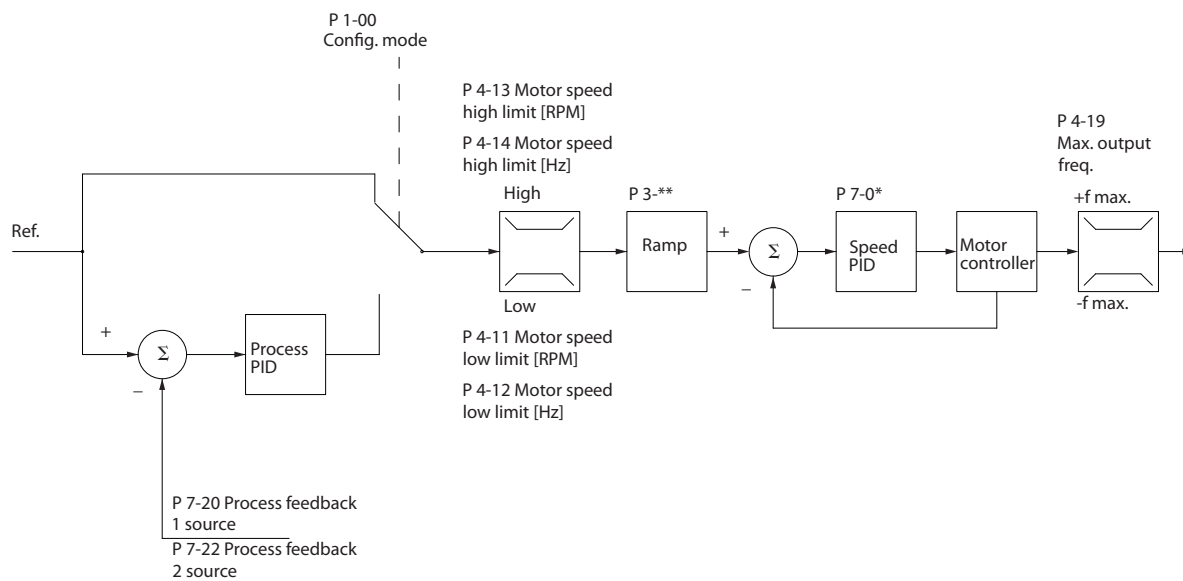 P 1-00
Config. mode
P 4-13 Motor speed
high limit [RPM]
P 4-14 Motor speed
high limit [Hz]
P 4-19
Max. output
freq.
High
P 3-**
P 7-0*
+f max.
Ref.
+
Ramp
Σ
Speed
PID
Motor
controller
−
Low
-f max.
+
Σ
Process
PID
−
P 4-11 Motor speed
low limit [RPM]
P 4-12 Motor speed
low limit [Hz]
P 7-20 Process feedback
1 source
P 7-22 Process feedback
2 source